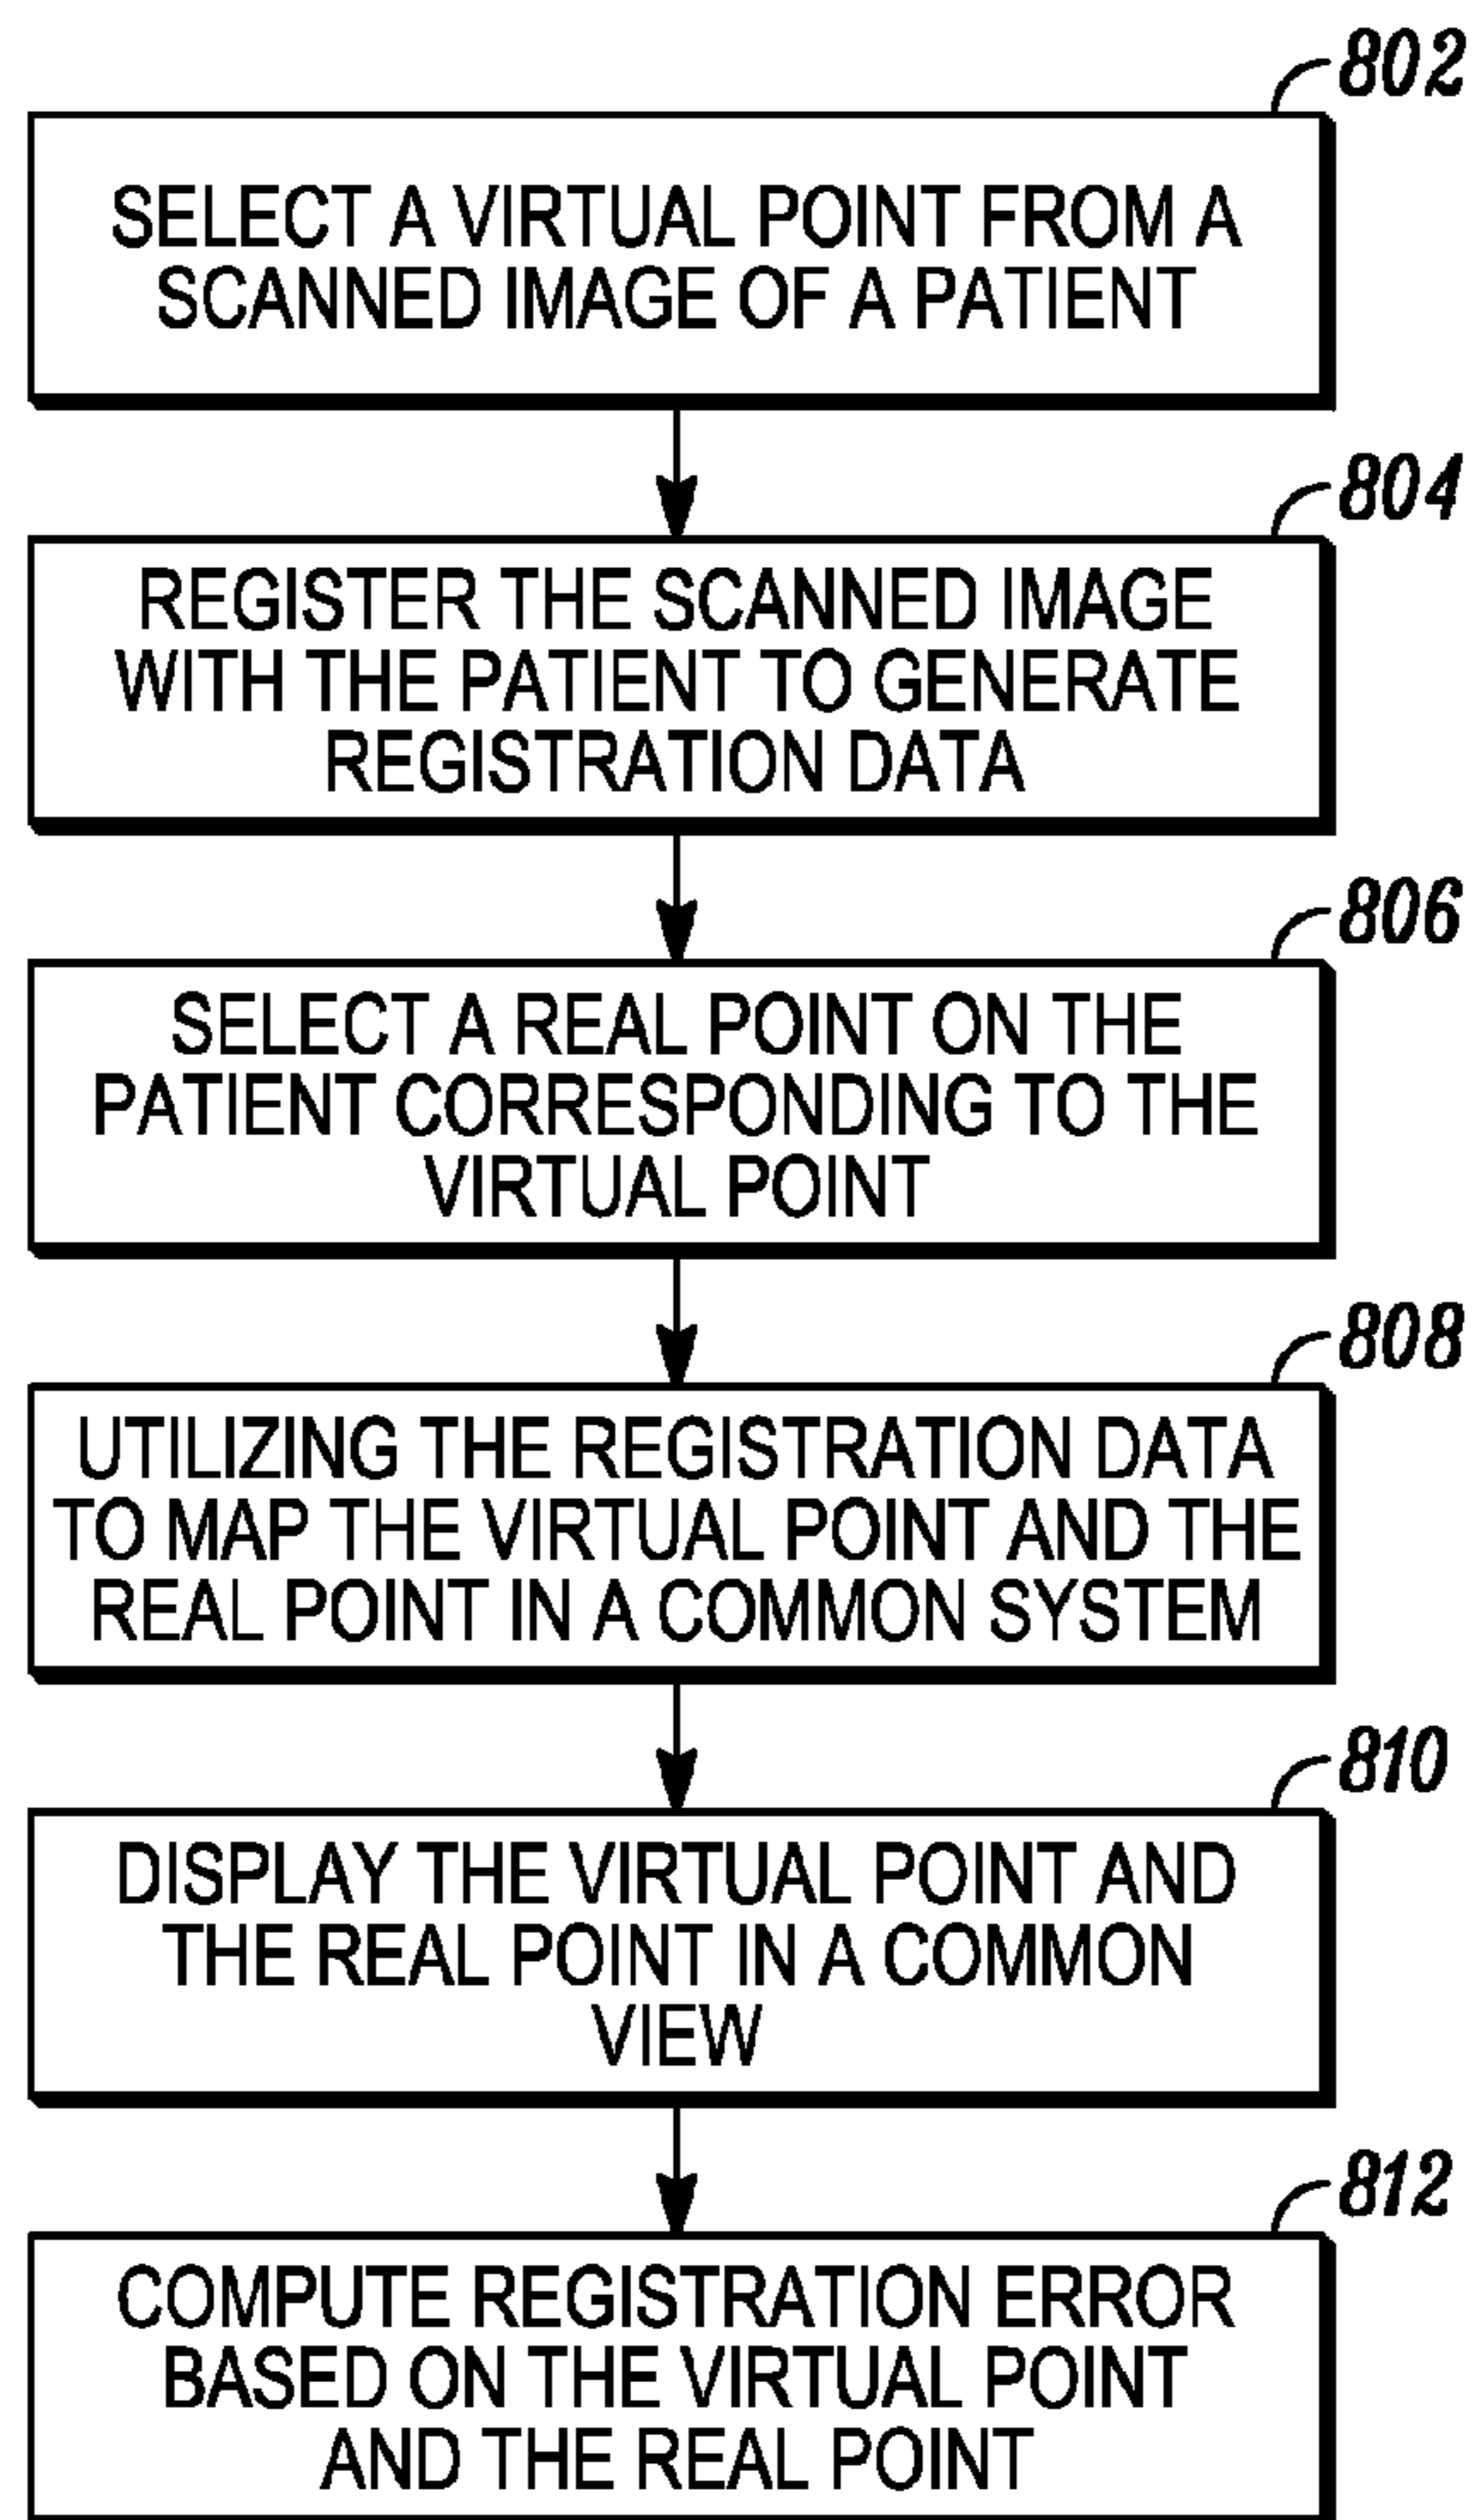 802
SELECT A VIRTUAL POINT FROM A
SCANNED IMAGE OF A PATIENT
804
REGISTER THE SCANNED IMAGE
WITH THE PATIENT TO GENERATE
REGISTRATION DATA
806
SELECT A REAL POINT ON THE
PATIENT CORRESPONDING TO THE
VIRTUAL POINT
808
UTILIZING THE REGISTRATION DATA
TO MAP THE VIRTUAL POINT AND THE
REAL POINT IN A COMMON SYSTEM
810
DISPLAY THE VIRTUAL POINT AND
THE REAL POINT IN A COMMON
VIEW
812
COMPUTE REGISTRATION ERROR
BASED ON THE VIRTUAL POINT
AND THE REAL POINT